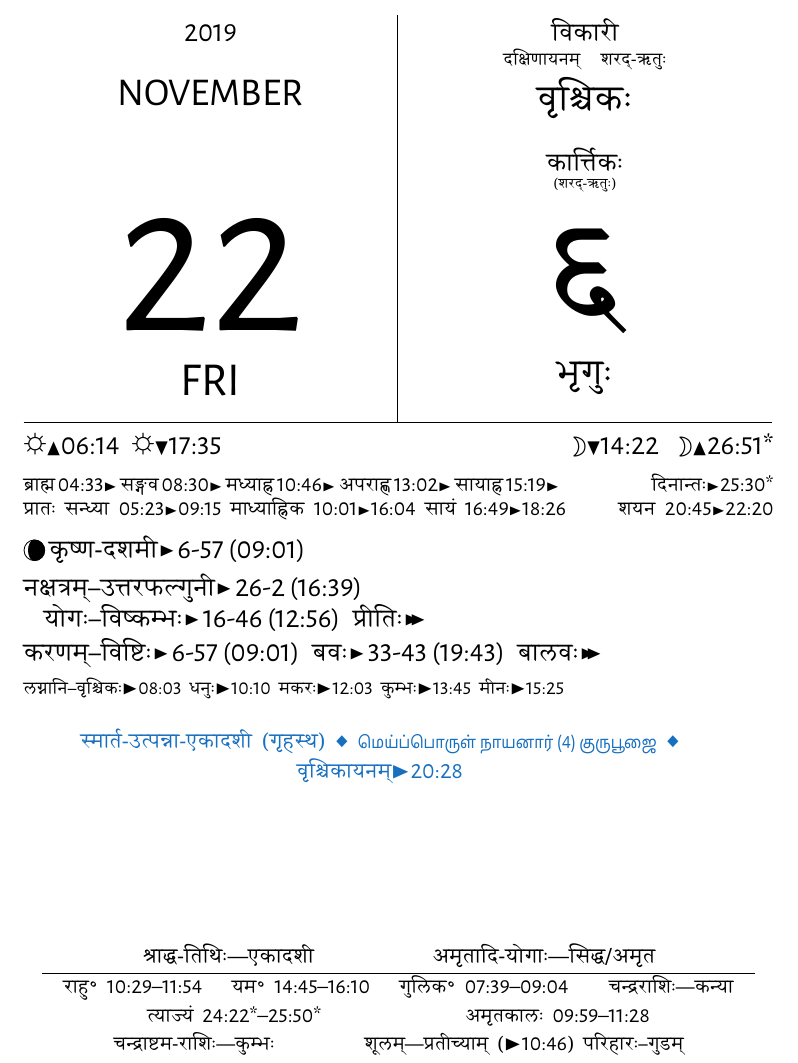 2019
NOVEMBER
22
FRI
विकारी
दक्षिणायनम् शरद्-ऋतुः
वृश्चिकः
कार्त्तिकः
(शरद्-ऋतुः)
६
भृगुः
▲06:14 ▼17:35 ▼14:22 ▲26:51*
ब्राह्म 04:33► सङ्गव 08:30► मध्याह्न 10:46► अपराह्ण 13:02► सायाह्न 15:19► दिनान्तः►25:30*
प्रातः सन्ध्या 05:23►09:15 माध्याह्निक 10:01►16:04 सायं 16:49►18:26 शयन 20:45►22:20
कृष्ण-दशमी► 6-57 (09:01)
नक्षत्रम्–उत्तरफल्गुनी► 26-2 (16:39)
योगः–विष्कम्भः► 16-46 (12:56) प्रीतिः►►
करणम्–विष्टिः► 6-57 (09:01) बवः► 33-43 (19:43) बालवः►►
लग्नानि–वृश्चिकः►08:03 धनुः►10:10 मकरः►12:03 कुम्भः►13:45 मीनः►15:25
स्मार्त-उत्पन्ना-एकादशी (गृहस्थ) ◆ மெய்ப்பொருள் நாயனார் (4) குருபூஜை ◆
वृश्चिकायनम्►20:28
श्राद्ध-तिथिः—एकादशी अमृतादि-योगाः—सिद्ध/अमृत
राहु॰ 10:29–11:54 यम॰ 14:45–16:10 गुलिक॰ 07:39–09:04 चन्द्रराशिः—कन्या
त्याज्यं 24:22*–25:50* अमृतकालः 09:59–11:28
चन्द्राष्टम-राशिः—कुम्भः शूलम्—प्रतीच्याम् (►10:46) परिहारः–गुडम्